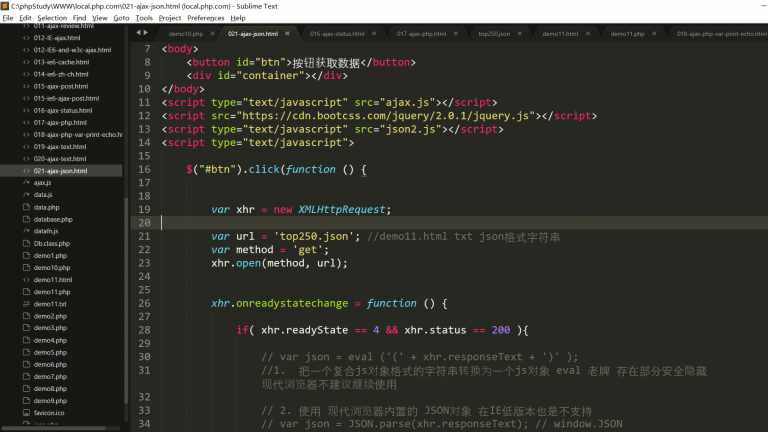 C:\phpStudy\WWW\local.php.com\021-ajax-json.html (local.php.com) - Sublime Text
File Edit Selection Find View Goto Tools Project Preferences Help
011-ajax-review.html
012-IE-ajax.html
012-IE6-and-w3c-ajax.html
013-ie6-cache.html
014-ie6-zh-ch.html
015-ajax-post.html
015-ie6-ajax-post.html
016-ajax-status.html
017-ajax-php.html
018-ajax-php-var-print-echo.h
019-ajax-text.html
020-ajax-text.html
021-ajax-json.html
ajax.js
data.js
data.php
database.php
datafn.js
Db.class.php
demo1.php
demo10.php
demo11.html
demo11.php
demo11.txt
demo2.php
demo3.php
demo4.php
demo5.php
demo6.php
demo7.php
demo8.php
demo9.php
favicon.ico
demo10.php 021-ajax-json.html 016-ajax-status.html 017-ajax-php.html top250.json demo11.html demo11.php 018-ajax-php-var-print-echo.html
7 <body>
8 <button id="btn">按钮获取数据</button>
9 <div id="container"></div>
10 </body>
11 <script type="text/javascript" src="ajax.js"></script>
12 <script src="https://cdn.bootcss.com/jquery/2.0.1/jquery.js"></script>
13 <script type="text/javascript" src="json2.js"></script>
14 <script type="text/javascript">
15
16 $("#btn").click(function () {
17
18
19 var xhr = new XMLHttpRequest;
20
21 var url = 'top250.json'; //demo11.html txt json格式字符串
22 var method = 'get';
23 xhr.open(method, url);
24
25
26 xhr.onreadystatechange = function () {
27
28 if( xhr.readyState == 4 && xhr.status == 200 ){
29
30 // var json = eval ('(' + xhr.responseText + ')' );
31 //1. 把一个复合js对象格式的字符串转换为一个js对象 eval 老牌 存在部分安全隐藏
现代浏览器不建议继续使用
32
33 // 2. 使用 现代浏览器内置的 JSON对象 在IE低版本也是不支持
34 // var json = JSON.parse(xhr.responseText); // window.JSON